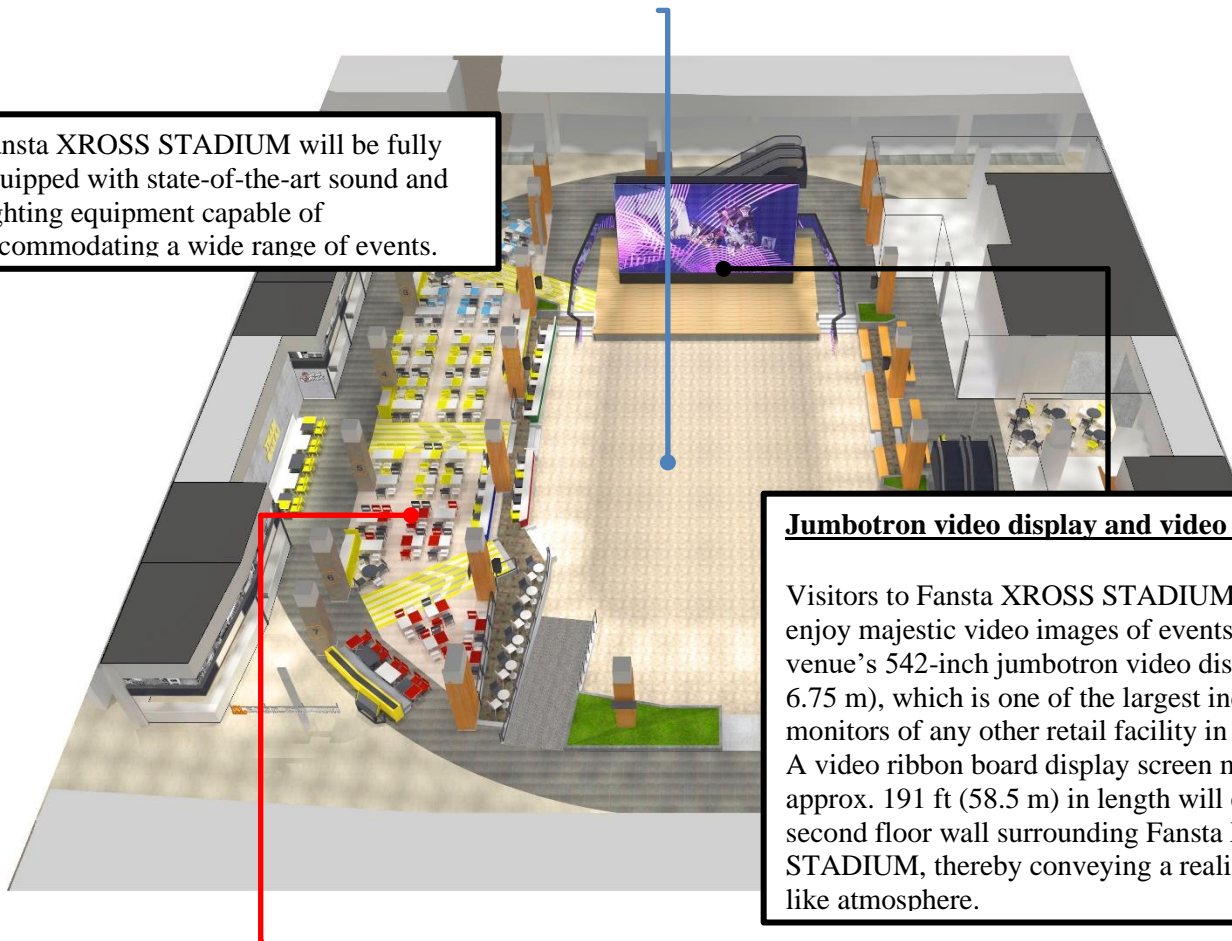 ansta XROSS STADIUM will be fully
uipped with state-of-the-art sound and
ghting equipment capable of
commodating a wide range of events.
Jumbotron video display and video
Visitors to Fansta XROSS STADIUM
enjoy majestic video images of events
venue's 542-inch jumbotron video dis
6.75 m), which is one of the largest in
monitors of any other retail facility in
A video ribbon board display screen
approx. 191 ft (58.5 m) in length will
second floor wall surrounding Fansta
STADIUM, thereby conveying a reali
like atmosphere.